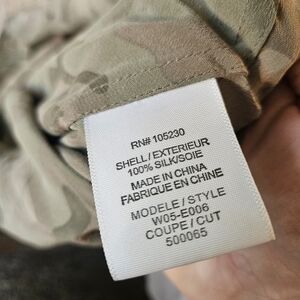 RN# 105230
SHELL/EXTERIEUR
100% SILK/SOIE
MADE IN CHINA
FABRIQUE EN CHINE
MODELE/STYLE
W05-E006
COUPE/CUT
500065